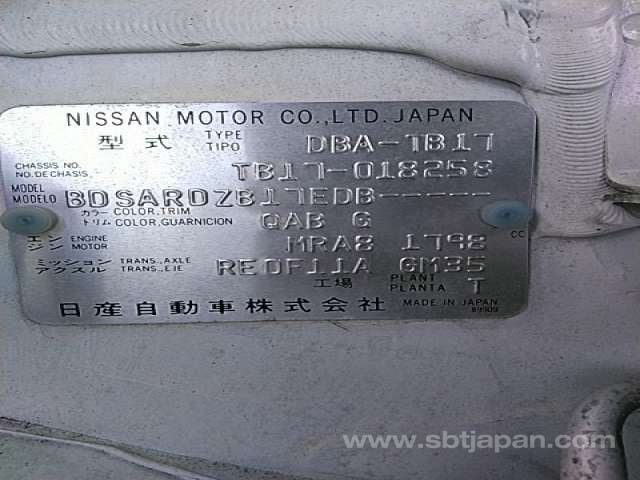 NISSAN MOTOR CO., LTD. JAPAN
型式 TYPE TIPO DBA-TB17
CHASSIS NO. NO. DE CHASIS TB17-018258
MODEL MODELO BDSARDZB17EDB-----
カラー トリム COLOR, TRIM COLOR, GUARNICION QAB G
エンジン ENGINE MOTOR MRA8 1798 CC
ミッション アクスル TRANS., AXLE TRANS., EJE RE0F11A GM35
工場 PLANT PLANTA T
日産自動車株式会社 MADE IN JAPAN
89909
www.sbtjapan.com